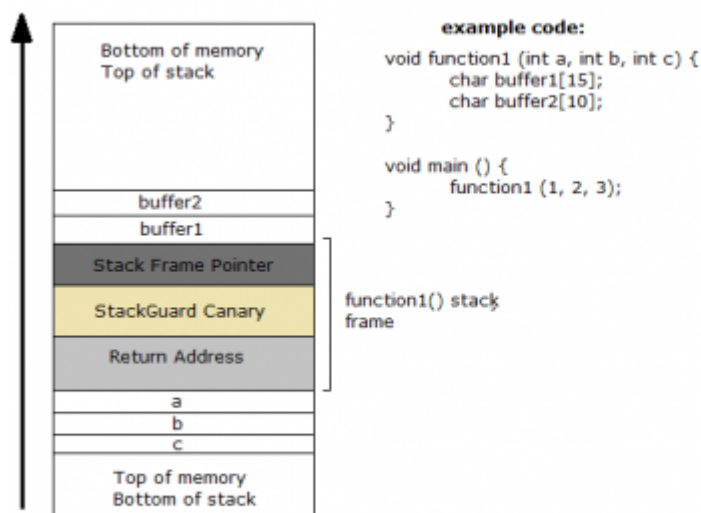 Bottom of memory
Top of stack
buffer2
buffer1
Stack Frame Pointer
StackGuard Canary
Return Address
a
b
c
Top of memory
Bottom of stack
function1() stack
frame
example code:
void function1 (int a, int b, int c) {
char buffer1[15];
char buffer2[10];
}
void main () {
function1 (1, 2, 3);
}